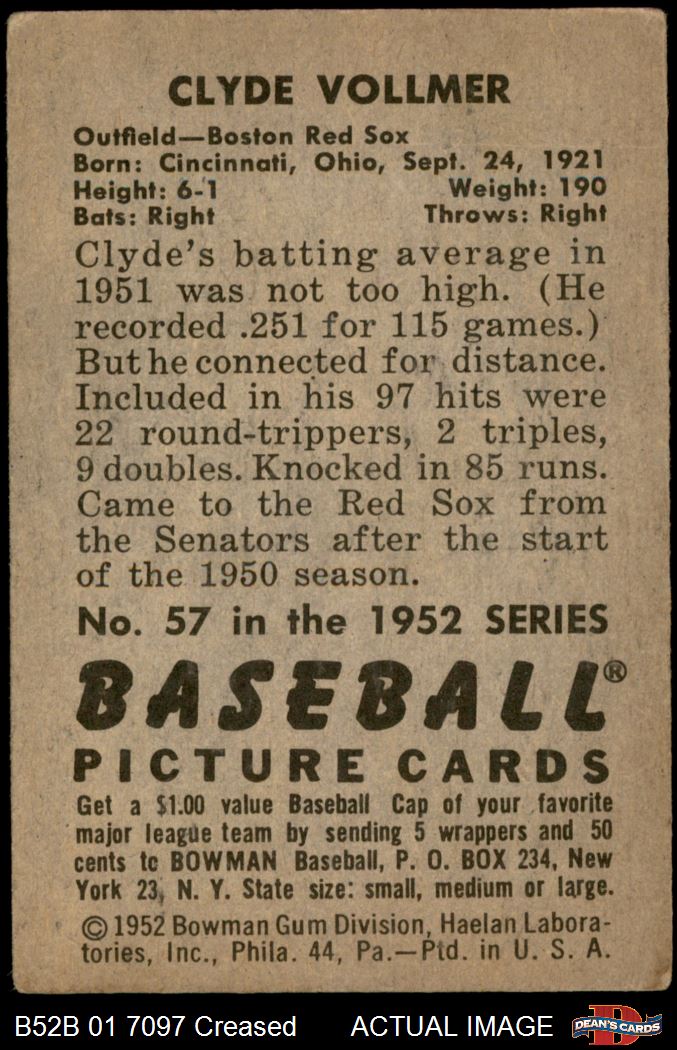 CLYDE VOLLMER
Outfield—Boston Red Sox
Born: Cincinnati, Ohio, Sept. 24, 1921
Height: 6-1 Weight: 190
Bats: Right Throws: Right
Clyde's batting average in
1951 was not too high. (He
recorded .251 for 115 games.)
But he connected for distance.
Included in his 97 hits were
22 round-trippers, 2 triples,
9 doubles. Knocked in 85 runs.
Came to the Red Sox from
the Senators after the start
of the 1950 season.
No. 57 in the 1952 SERIES
BASEBALL®
PICTURE CARDS
Get a $1.00 value Baseball Cap of your favorite
major league team by sending 5 wrappers and 50
cents to BOWMAN Baseball, P. O. BOX 234, New
York 23, N. Y. State size: small, medium or large.
© 1952 Bowman Gum Division, Haelan Labora-
tories, Inc., Phila. 44, Pa.—Ptd. in U. S. A.
B52B 01 7097 Creased ACTUAL IMAGE D DEAN'S CARDS